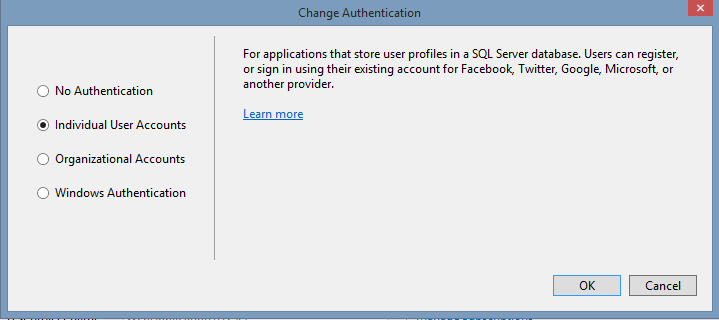 Change Authentication
No Authentication
Individual User Accounts
Organizational Accounts
Windows Authentication
For applications that store user profiles in a SQL Server database. Users can register,
or sign in using their existing account for Facebook, Twitter, Google, Microsoft, or
another provider.
Learn more
OK
Cancel